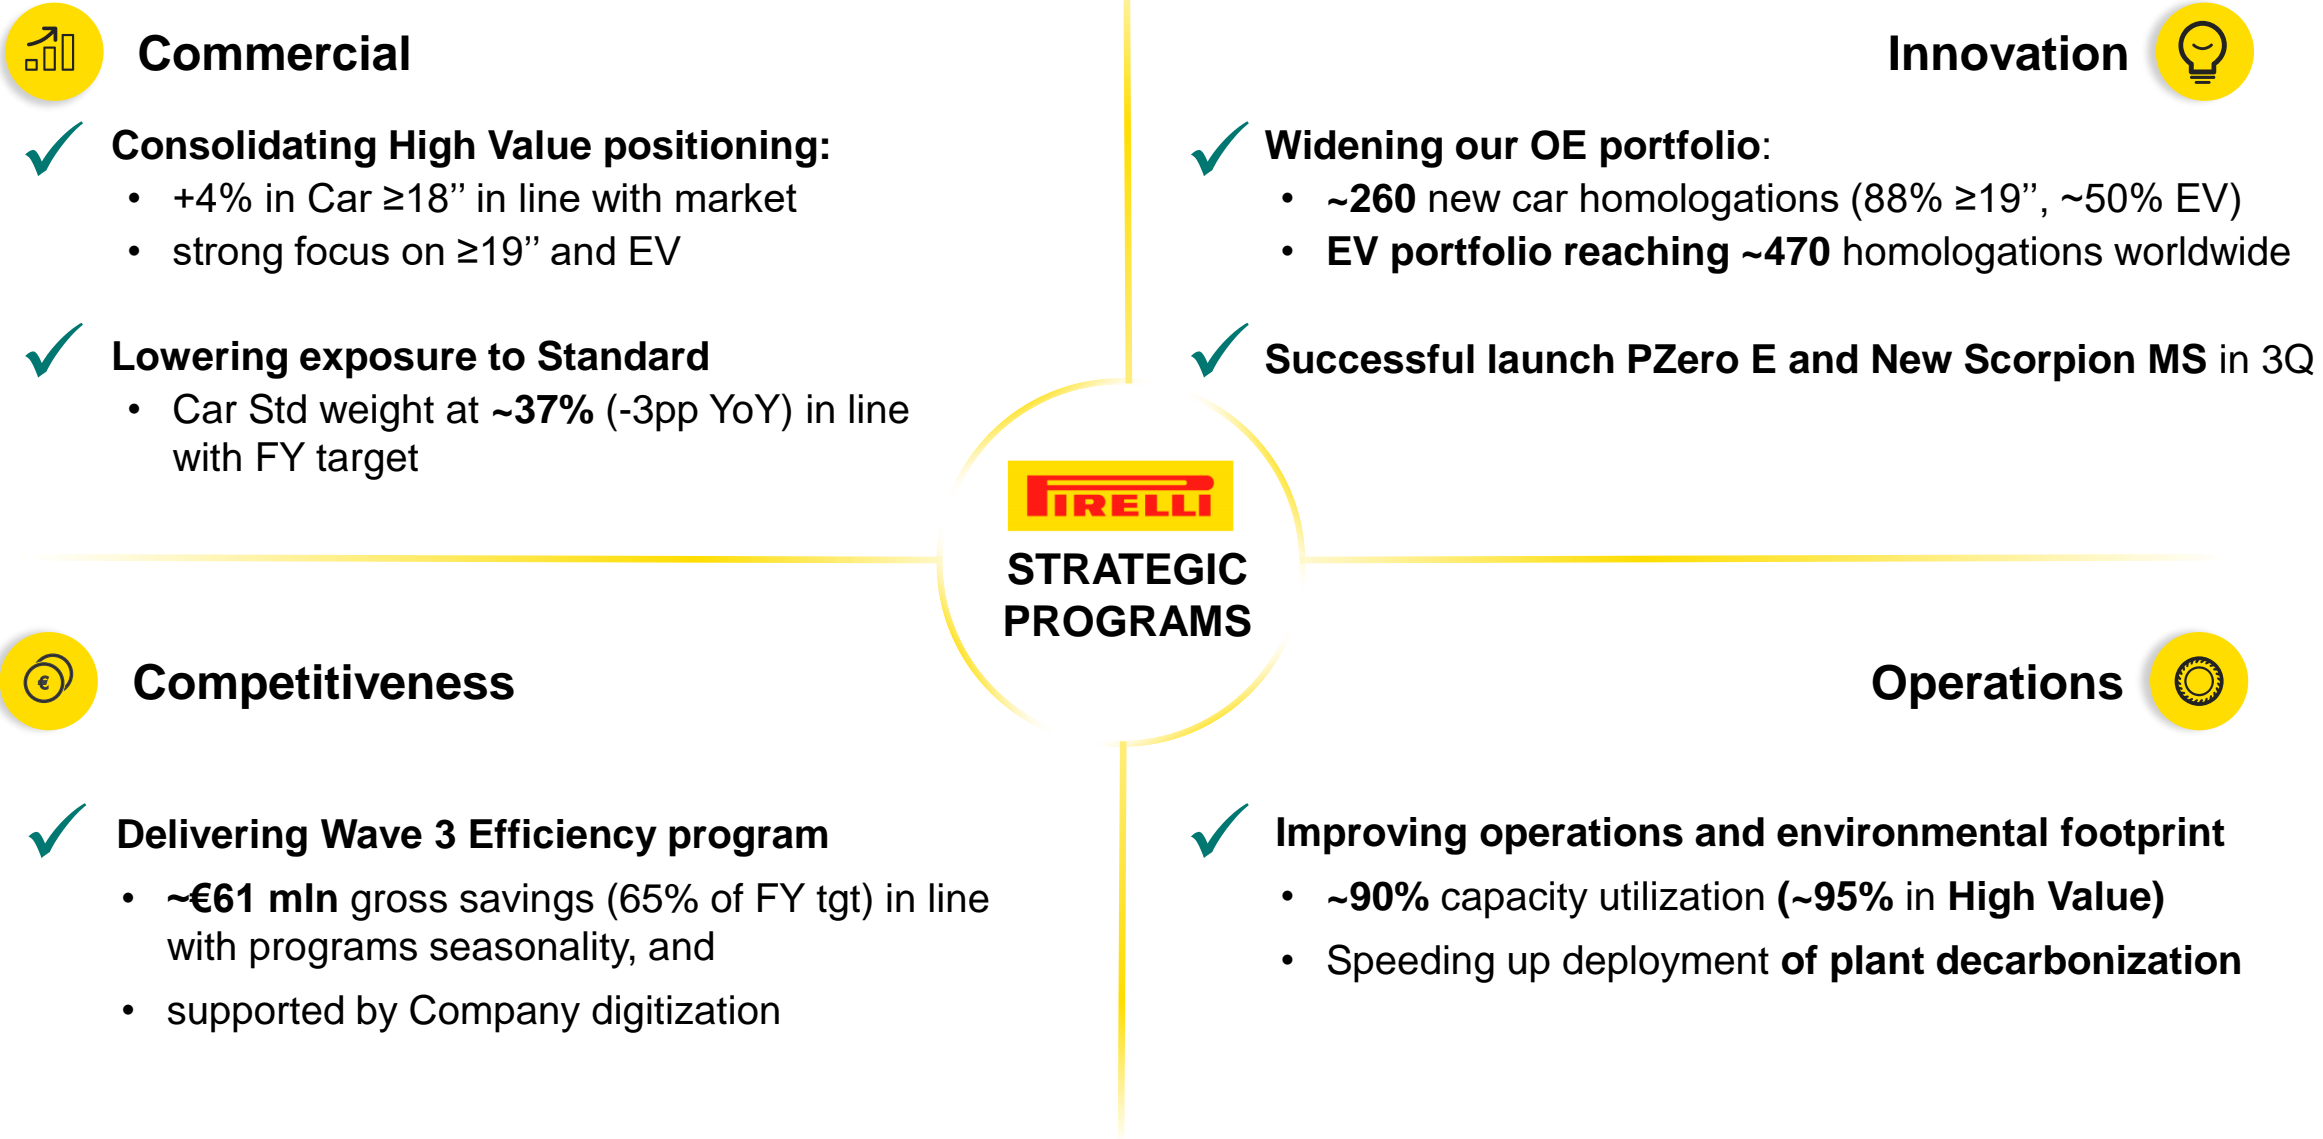 Commercial
Consolidating High Value positioning:
• +4% in Car ≥18’’ in line with market
• strong focus on ≥19’’ and EV
Lowering exposure to Standard
• Car Std weight at ~37% (-3pp YoY) in line
with FY target
Innovation
Widening our OE portfolio:
• ~260 new car homologations (88% ≥19’’, ~50% EV)
• EV portfolio reaching ~470 homologations worldwide
Successful launch PZero E and New Scorpion MS in 3Q
PIRELLI
STRATEGIC
PROGRAMS
€
Competitiveness
Delivering Wave 3 Efficiency program
• ~€61 mln gross savings (65% of FY tgt) in line
with programs seasonality, and
• supported by Company digitization
Operations
Improving operations and environmental footprint
• ~90% capacity utilization (~95% in High Value)
• Speeding up deployment of plant decarbonization